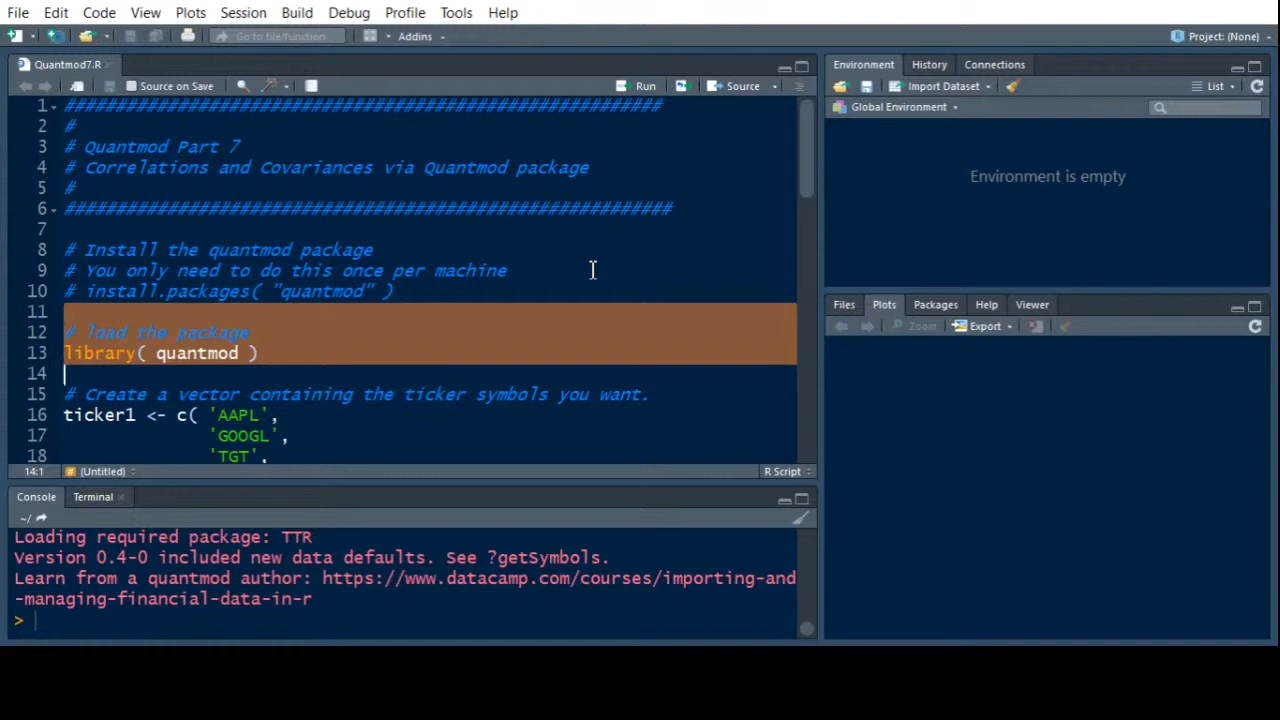 File Edit Code View Plots Session Build Debug Profile Tools Help
Go to file/function Addins Project: (None)
Quantmod7.R
Source on Save Run Source
1 ##########################################################
2 #
3 # Quantmod Part 7
4 # Correlations and Covariances via Quantmod package
5 #
6 ###########################################################
7
8 # Install the quantmod package
9 # You only need to do this once per machine
10 # install.packages( "quantmod" )
11
12 # load the package
13 library( quantmod )
14
15 # Create a vector containing the ticker symbols you want.
16 ticker1 <- c( 'AAPL',
17 'GOOGL',
18 'TGT',
14:1 # (Untitled) R Script
Console Terminal
~/
Loading required package: TTR
Version 0.4-0 included new data defaults. See ?getSymbols.
Learn from a quantmod author: https://www.datacamp.com/courses/importing-and
-managing-financial-data-in-r
>
Environment History Connections
Import Dataset List
Global Environment
Environment is empty
Files Plots Packages Help Viewer
Zoom Export